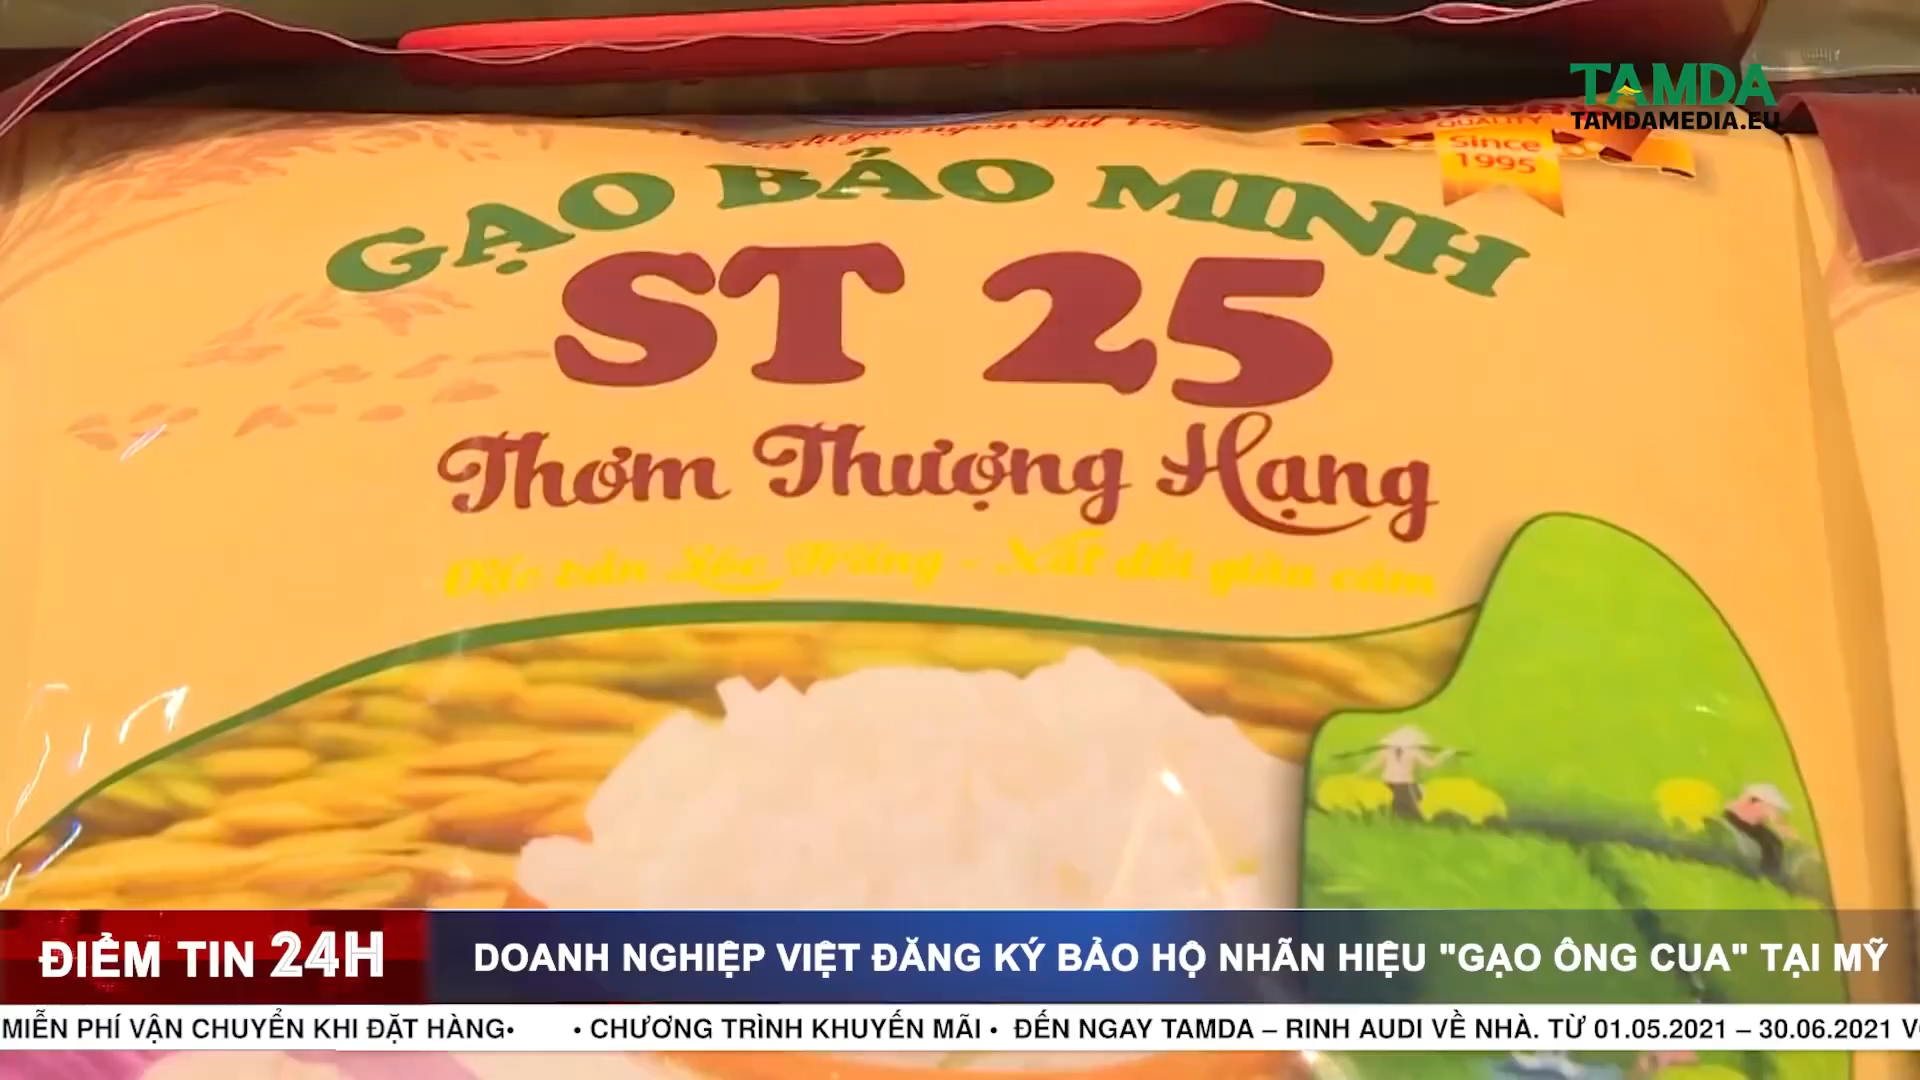 TAMDA
TAMDAMEDIA.EU
QUALITY
Since
1995
GẠO BẢO MINH
ST 25
Thơm Thượng Hạng
ĐIỂM TIN 24H
DOANH NGHIỆP VIỆT ĐĂNG KÝ BẢO HỘ NHÃN HIỆU "GẠO ÔNG CUA" TẠI MỸ
MIỄN PHÍ VẬN CHUYỂN KHI ĐẶT HÀNG• • CHƯƠNG TRÌNH KHUYẾN MÃI • ĐẾN NGAY TAMDA – RINH AUDI VỀ NHÀ. TỪ 01.05.2021 – 30.06.2021